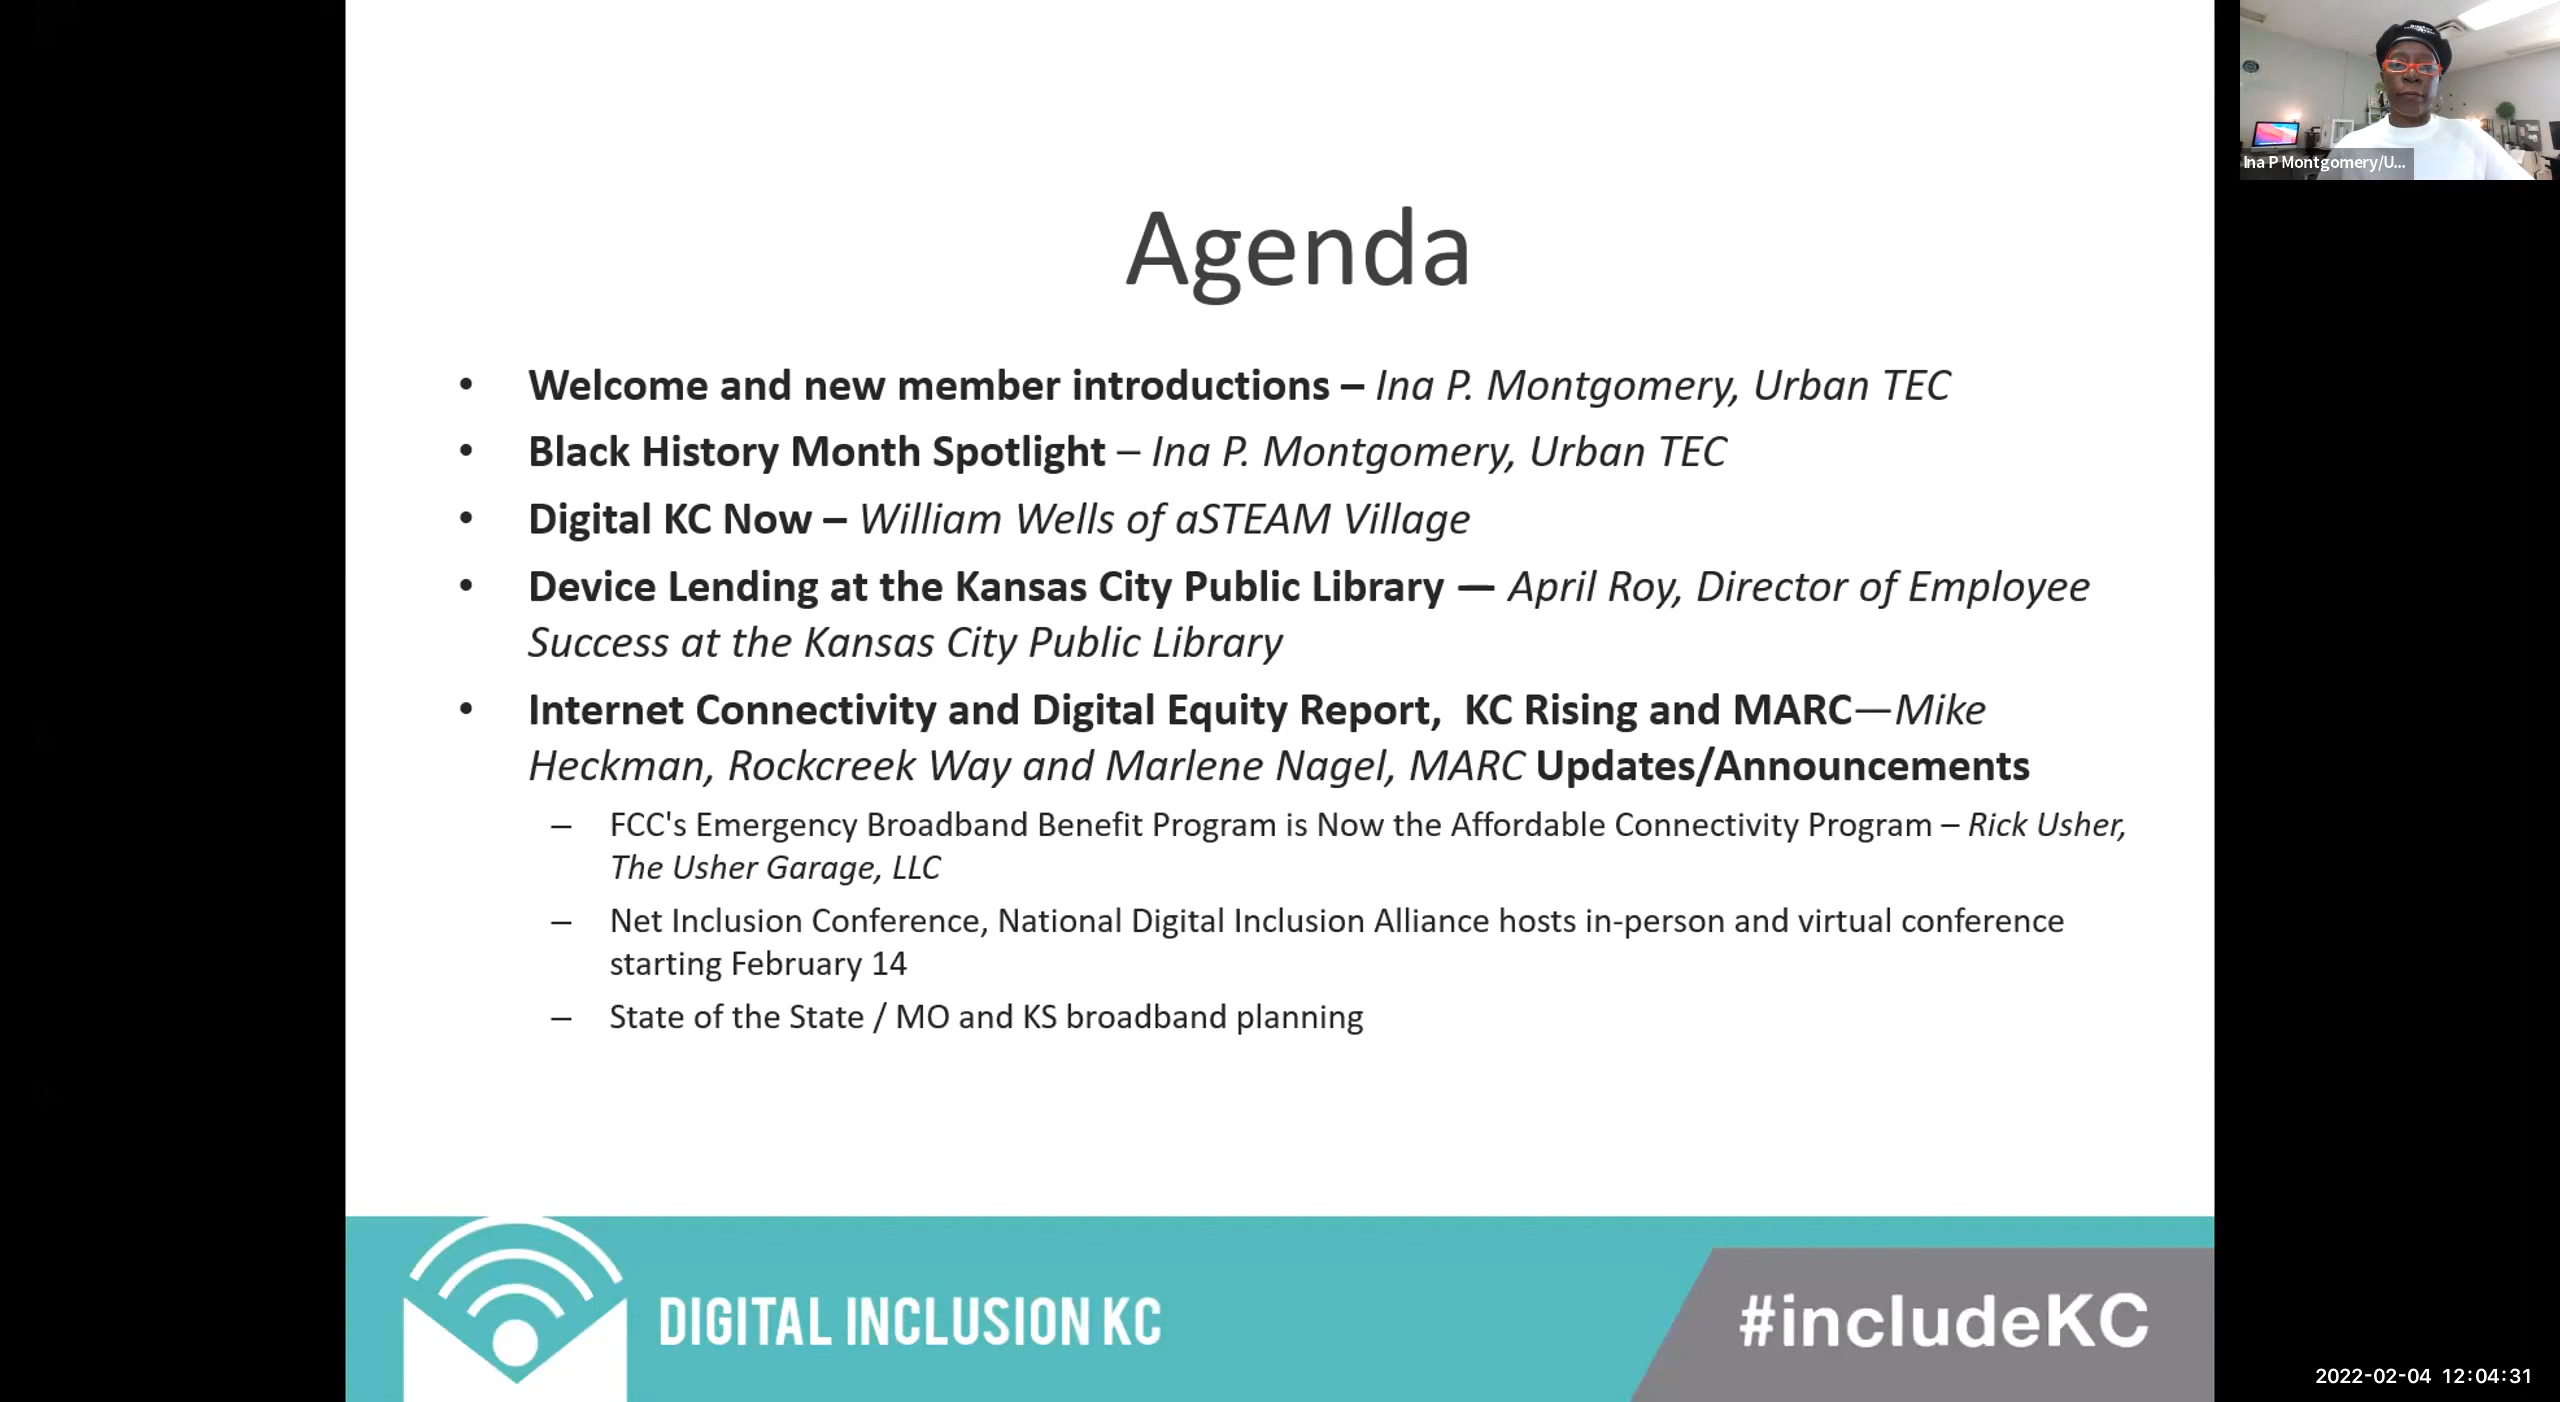 Agenda
• Welcome and new member introductions – Ina P. Montgomery, Urban TEC
• Black History Month Spotlight – Ina P. Montgomery, Urban TEC
• Digital KC Now – William Wells of aSTEAM Village
• Device Lending at the Kansas City Public Library — April Roy, Director of Employee
Success at the Kansas City Public Library
• Internet Connectivity and Digital Equity Report,  KC Rising and MARC—Mike
Heckman, Rockcreek Way and Marlene Nagel, MARC Updates/Announcements
– FCC's Emergency Broadband Benefit Program is Now the Affordable Connectivity Program – Rick Usher,
The Usher Garage, LLC
– Net Inclusion Conference, National Digital Inclusion Alliance hosts in-person and virtual conference
starting February 14
– State of the State / MO and KS broadband planning
DIGITAL INCLUSION KC
#includeKC
Ina P Montgomery/U...
2022-02-04 12:04:31